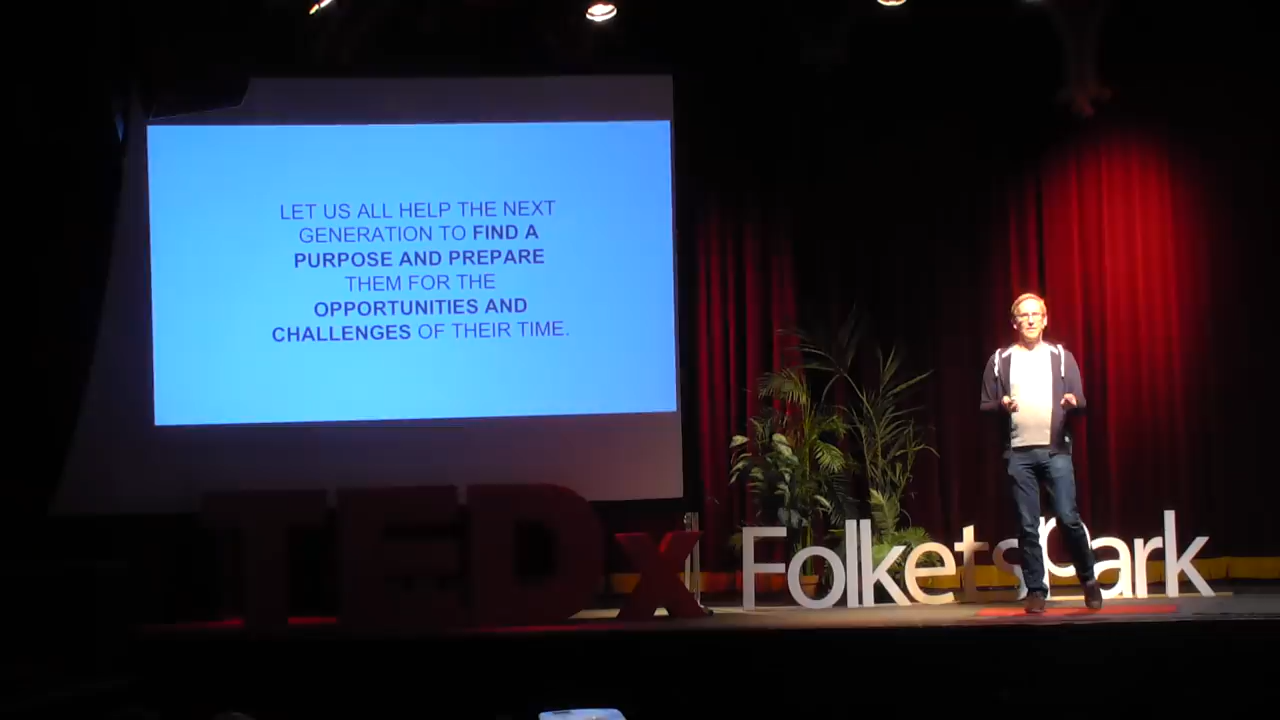 LET US ALL HELP THE NEXT
GENERATION TO FIND A
PURPOSE AND PREPARE
THEM FOR THE
OPPORTUNITIES AND
CHALLENGES OF THEIR TIME.
TEDx FolketsPark